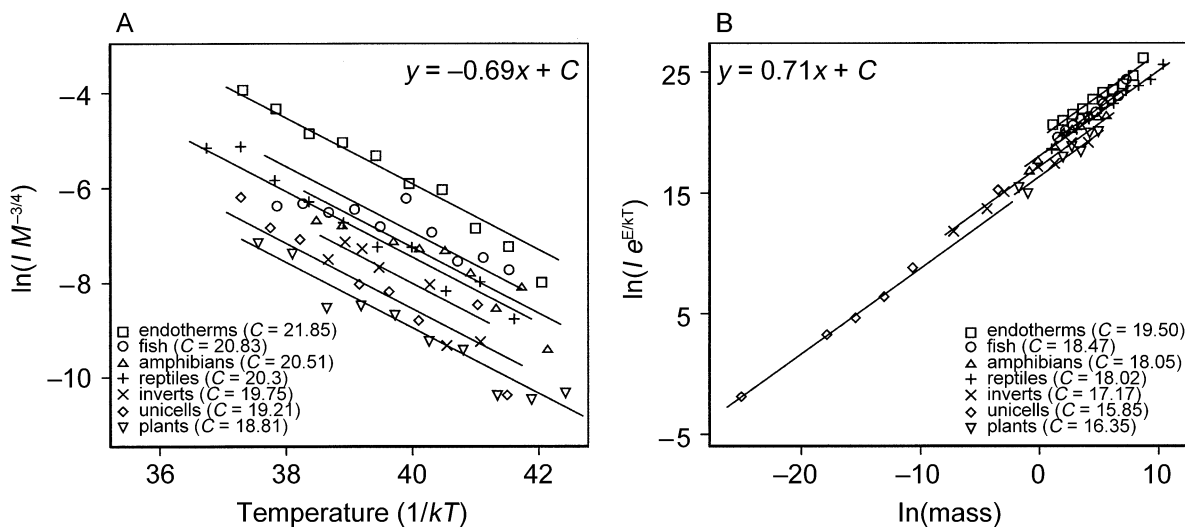 A
y = –0.69x + C
ln(I M–3/4)
–4
–6
–8
–10
endotherms (C = 21.85)
fish (C = 20.83)
amphibians (C = 20.51)
reptiles (C = 20.3)
inverts (C = 19.75)
unicells (C = 19.21)
plants (C = 18.81)
36
38
40
42
Temperature (1/kT)
B
y = 0.71x + C
ln(I eE/kT)
25
15
5
–5
endotherms (C = 19.50)
fish (C = 18.47)
amphibians (C = 18.05)
reptiles (C = 18.02)
inverts (C = 17.17)
unicells (C = 15.85)
plants (C = 16.35)
–20
–10
0
10
ln(mass)